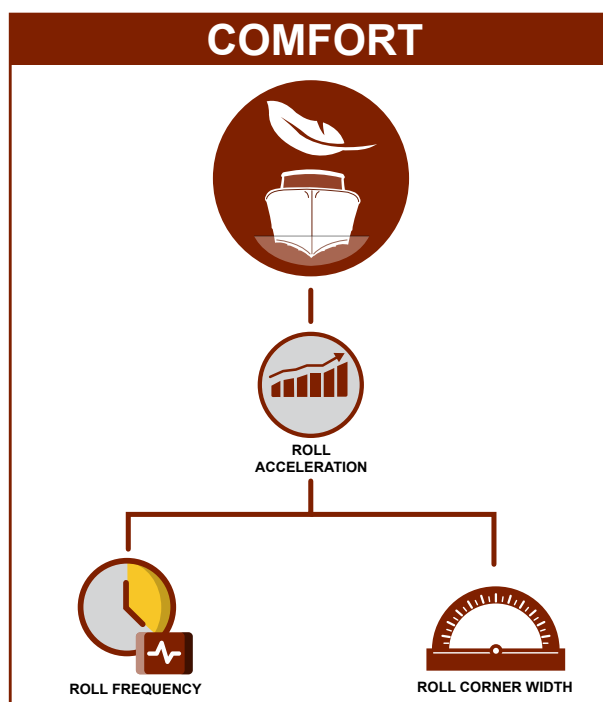 COMFORT
ROLL
ACCELERATION
ROLL FREQUENCY
ROLL CORNER WIDTH